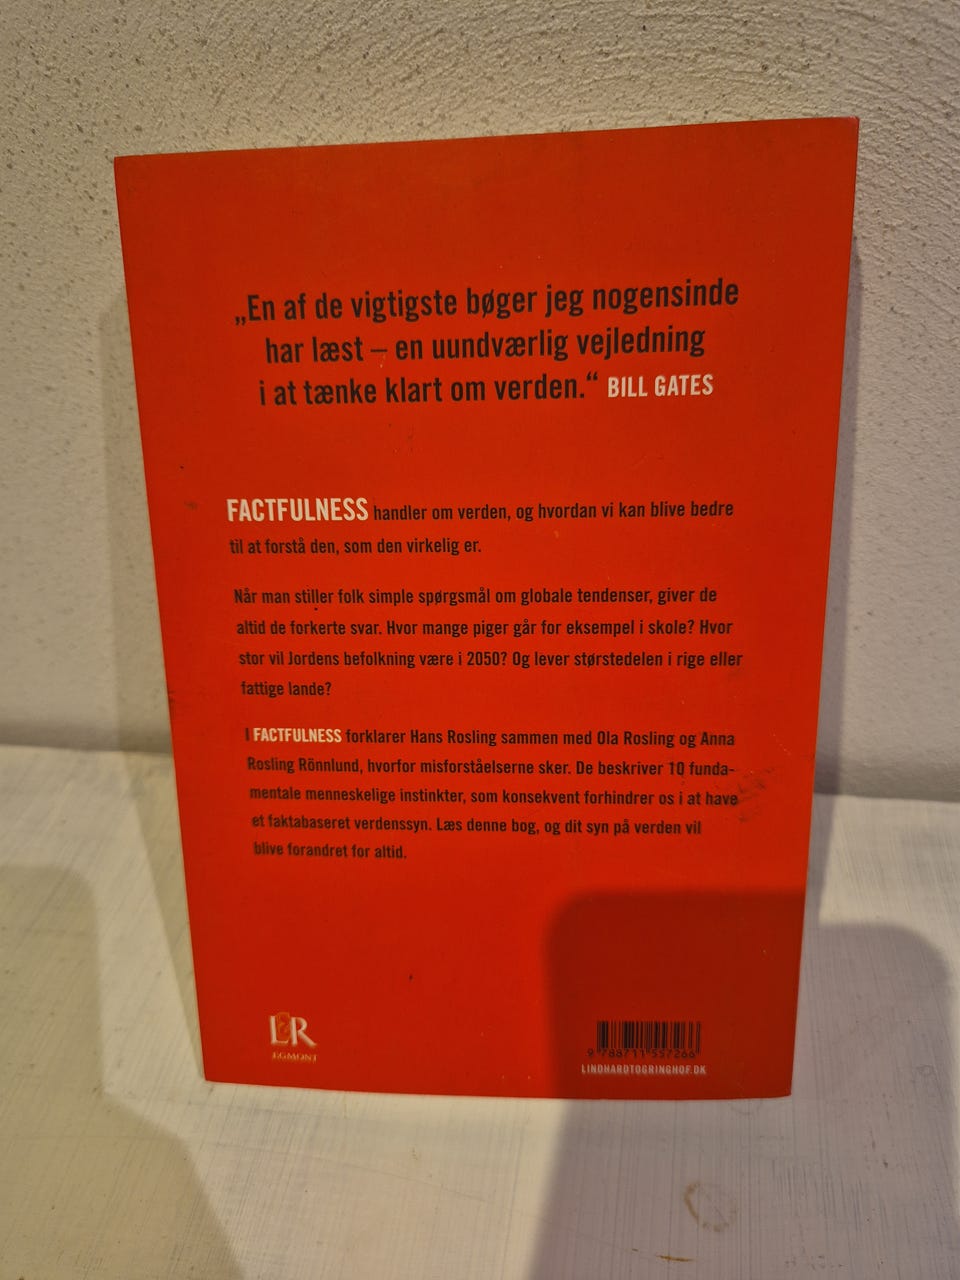 „En af de vigtigste bøger jeg nogensinde
har læst – en uundværlig vejledning
i at tænke klart om verden.“ BILL GATES
FACTFULNESS handler om verden, og hvordan vi kan blive bedre
til at forstå den, som den virkelig er.
Når man stiller folk simple spørgsmål om globale tendenser, giver de
altid de forkerte svar. Hvor mange piger går for eksempel i skole? Hvor
stor vil Jordens befolkning være i 2050? Og lever størstedelen i rige eller
fattige lande?
I FACTFULNESS forklarer Hans Rosling sammen med Ola Rosling og Anna
Rosling Rönnlund, hvorfor misforståelserne sker. De beskriver 10 funda-
mentale menneskelige instinkter, som konsekvent forhindrer os i at have
et faktabaseret verdenssyn. Læs denne bog, og dit syn på verden vil
blive forandret for altid.
L&R
EGMONT
9 788711 557266
LINDHARDTOGRINGHOF.DK